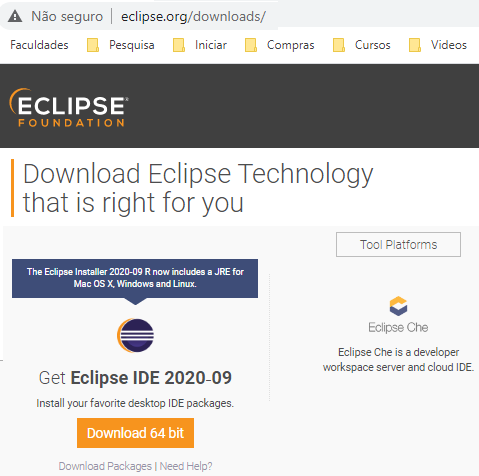 Não seguro | eclipse.org/downloads/
Faculdades Pesquisa Iniciar Compras Cursos Videos
ECLIPSE®
FOUNDATION
Download Eclipse Technology
that is right for you
Tool Platforms
The Eclipse Installer 2020-09 R now includes a JRE for
Mac OS X, Windows and Linux.
Get Eclipse IDE 2020-09
Install your favorite desktop IDE packages.
Download 64 bit
Download Packages | Need Help?
Eclipse Che
Eclipse Che is a developer
workspace server and cloud IDE.